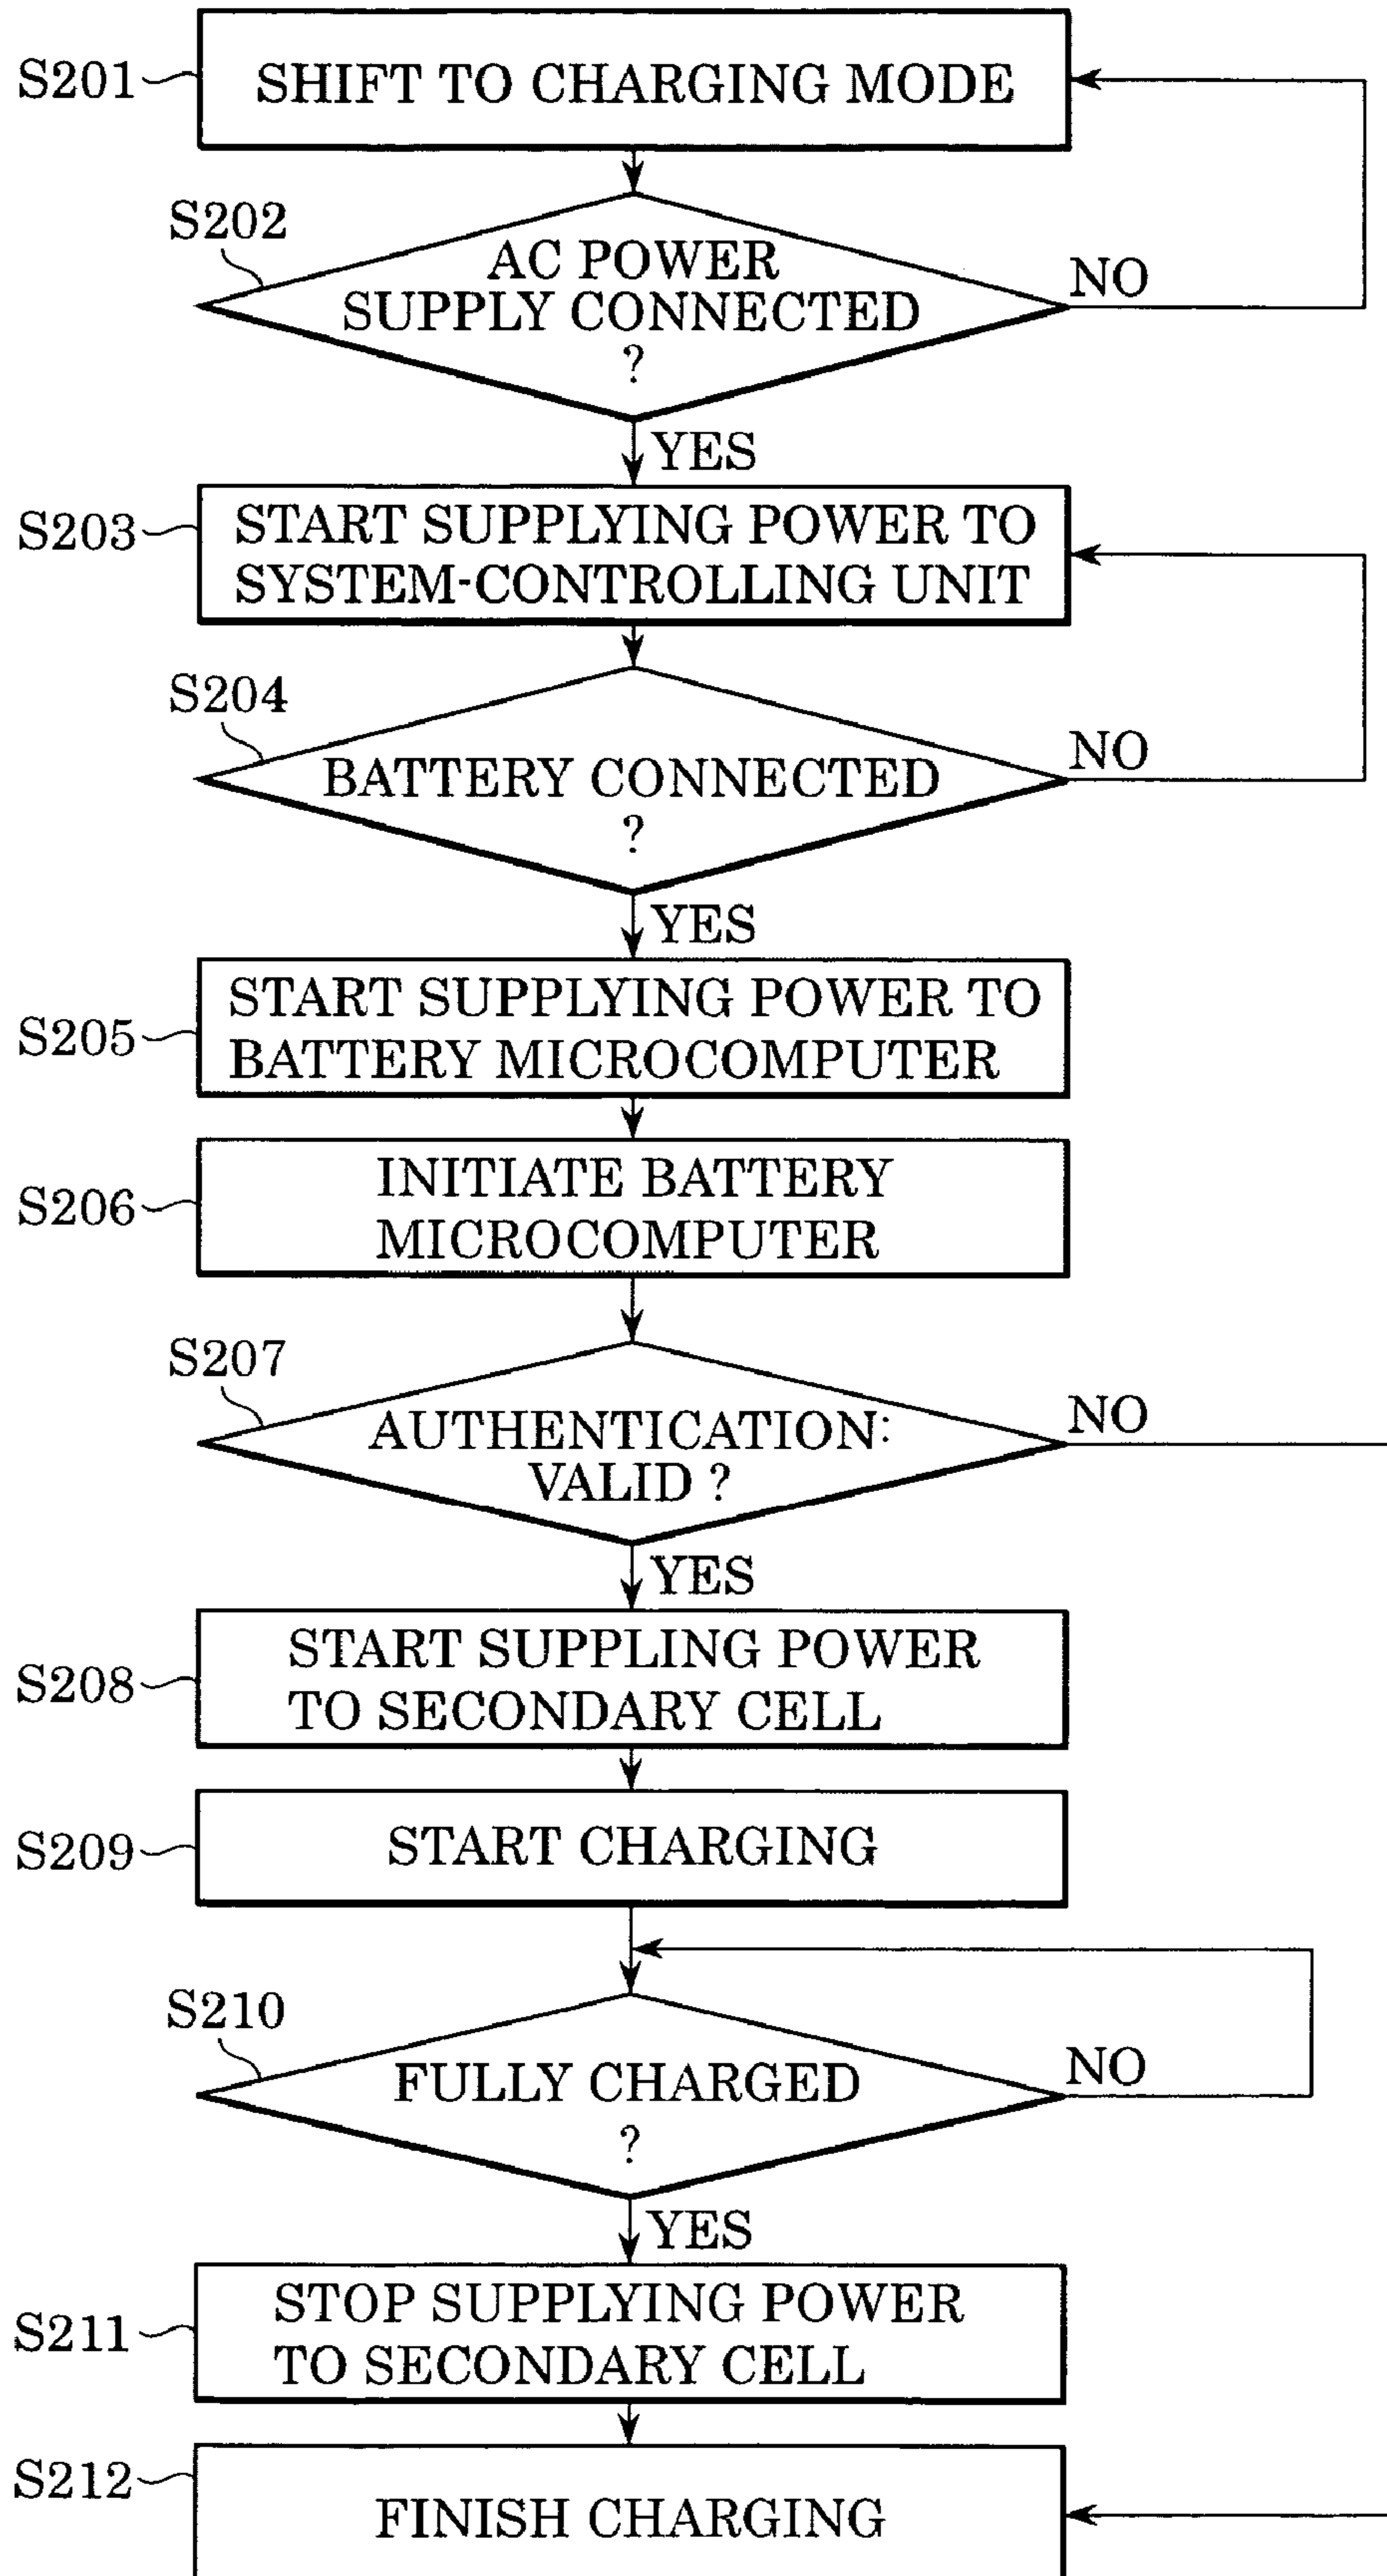 S201
SHIFT TO CHARGING MODE
S202
AC POWER
SUPPLY CONNECTED
?
NO
YES
S203
START SUPPLYING POWER TO
SYSTEM-CONTROLLING UNIT
S204
BATTERY CONNECTED
?
NO
YES
S205
START SUPPLYING POWER TO
BATTERY MICROCOMPUTER
S206
INITIATE BATTERY
MICROCOMPUTER
S207
AUTHENTICATION:
VALID ?
NO
YES
S208
START SUPPLING POWER
TO SECONDARY CELL
S209
START CHARGING
S210
FULLY CHARGED
?
NO
YES
S211
STOP SUPPLYING POWER
TO SECONDARY CELL
S212
FINISH CHARGING